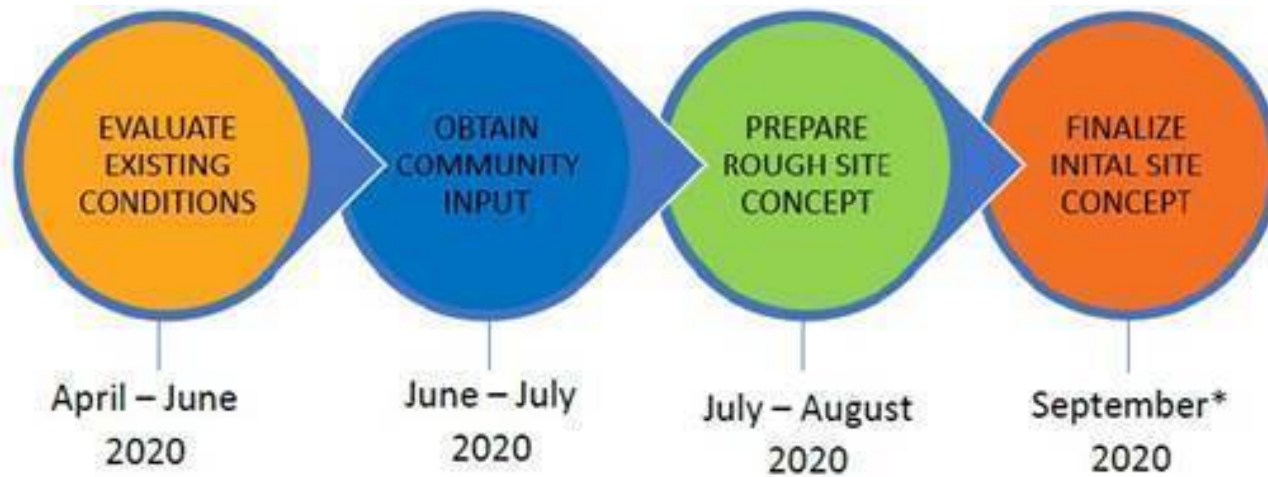 EVALUATE
EXISTING
CONDITIONS
OBTAIN
COMMUNITY
INPUT
PREPARE
ROUGH SITE
CONCEPT
FINALIZE
INITAL SITE
CONCEPT
April – June
2020
June – July
2020
July – August
2020
September*
2020